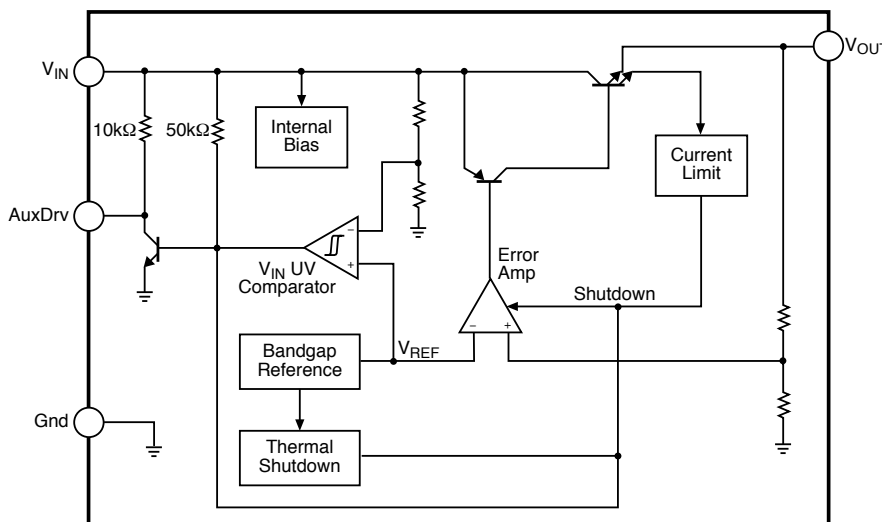 VIN
VOUT
10kΩ
50kΩ
Internal
Bias
Current
Limit
AuxDrv
VIN UV
Comparator
−
+
Error
Amp
Shutdown
−
+
Bandgap
Reference
VREF
Gnd
Thermal
Shutdown